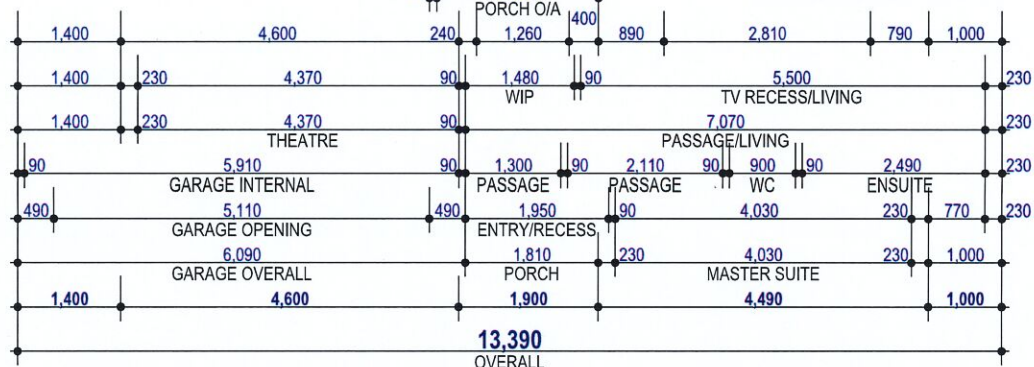 PORCH O/A
1,400 4,600 240 1,260 400 890 2,810 790 1,000
1,400 230 4,370 90 1,480 90 5,500 230
WIP TV RECESS/LIVING
1,400 230 4,370 90 7,070 230
THEATRE PASSAGE/LIVING
90 5,910 90 1,300 90 2,110 90 900 90 2,490 230
GARAGE INTERNAL PASSAGE PASSAGE WC ENSUITE
490 5,110 490 1,950 90 4,030 230 770 230
GARAGE OPENING ENTRY/RECESS
6,090 1,810 230 4,030 230 1,000
GARAGE OVERALL PORCH MASTER SUITE
1,400 4,600 1,900 4,490 1,000
13,390
OVERALL